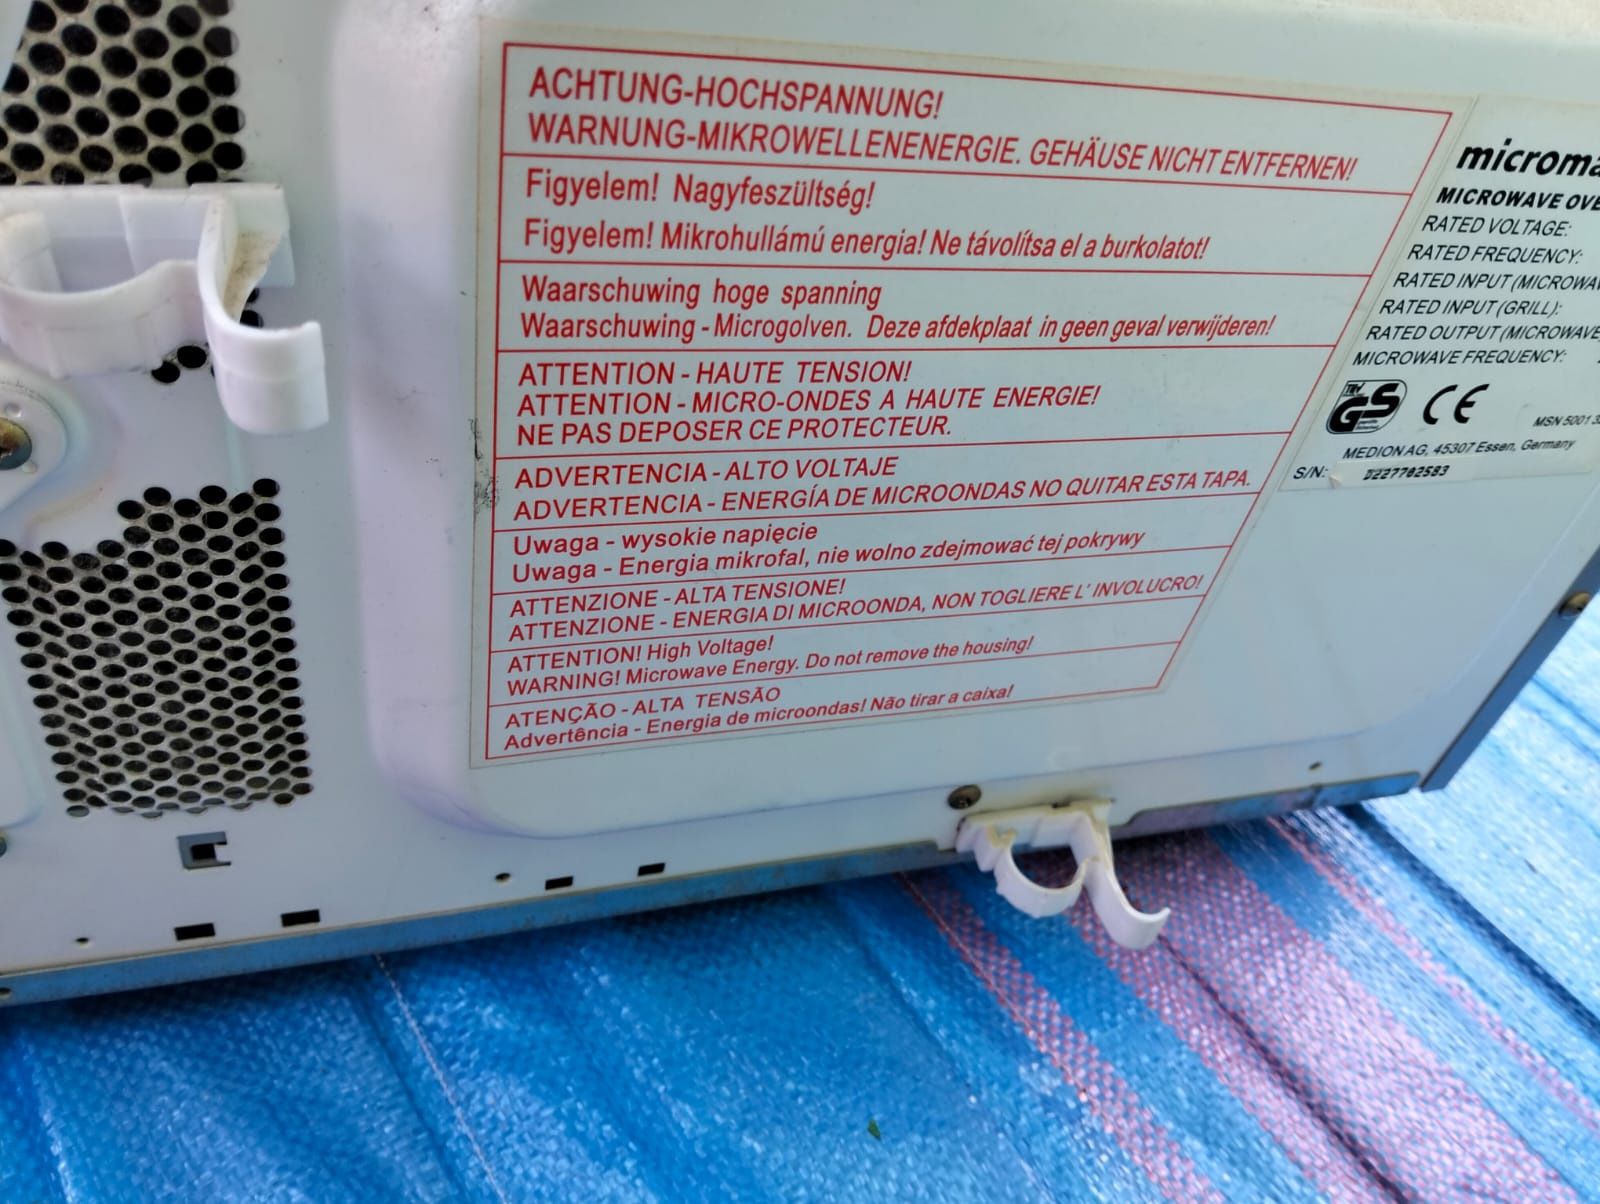 ACHTUNG-HOCHSPANNUNG!
WARNUNG-MIKROWELLENENERGIE. GEHÄUSE NICHT ENTFERNEN!
Figyelem! Nagyfeszültség!
Figyelem! Mikrohullámú energia! Ne távolítsa el a burkolatot!
Waarschuwing hoge spanning
Waarschuwing - Microgolven. Deze afdekplaat in geen geval verwijderen!
ATTENTION - HAUTE TENSION!
ATTENTION - MICRO-ONDES A HAUTE ENERGIE!
NE PAS DEPOSER CE PROTECTEUR.
ADVERTENCIA - ALTO VOLTAJE
ADVERTENCIA - ENERGÍA DE MICROONDAS NO QUITAR ESTA TAPA.
Uwaga - wysokie napięcie
Uwaga - Energia mikrofal, nie wolno zdejmować tej pokrywy
ATTENZIONE - ALTA TENSIONE!
ATTENZIONE - ENERGIA DI MICROONDA, NON TOGLIERE L' INVOLUCRO!
ATTENTION! High Voltage!
WARNING! Microwave Energy. Do not remove the housing!
ATENÇÃO - ALTA TENSÃO
Advertência - Energia de microondas! Não tirar a caixa!
MICROWAVE
RATED VOLTAGE:
RATED FREQUENCY:
RATED INPUT
RATED INPUT (GRILL):
RATED OUTPUT (MICROWAVE
MICROWAVE FREQUENCY:
GS CE
MSN 5001
MEDION AG, 45307 Essen, Germany
S/N: D227702583